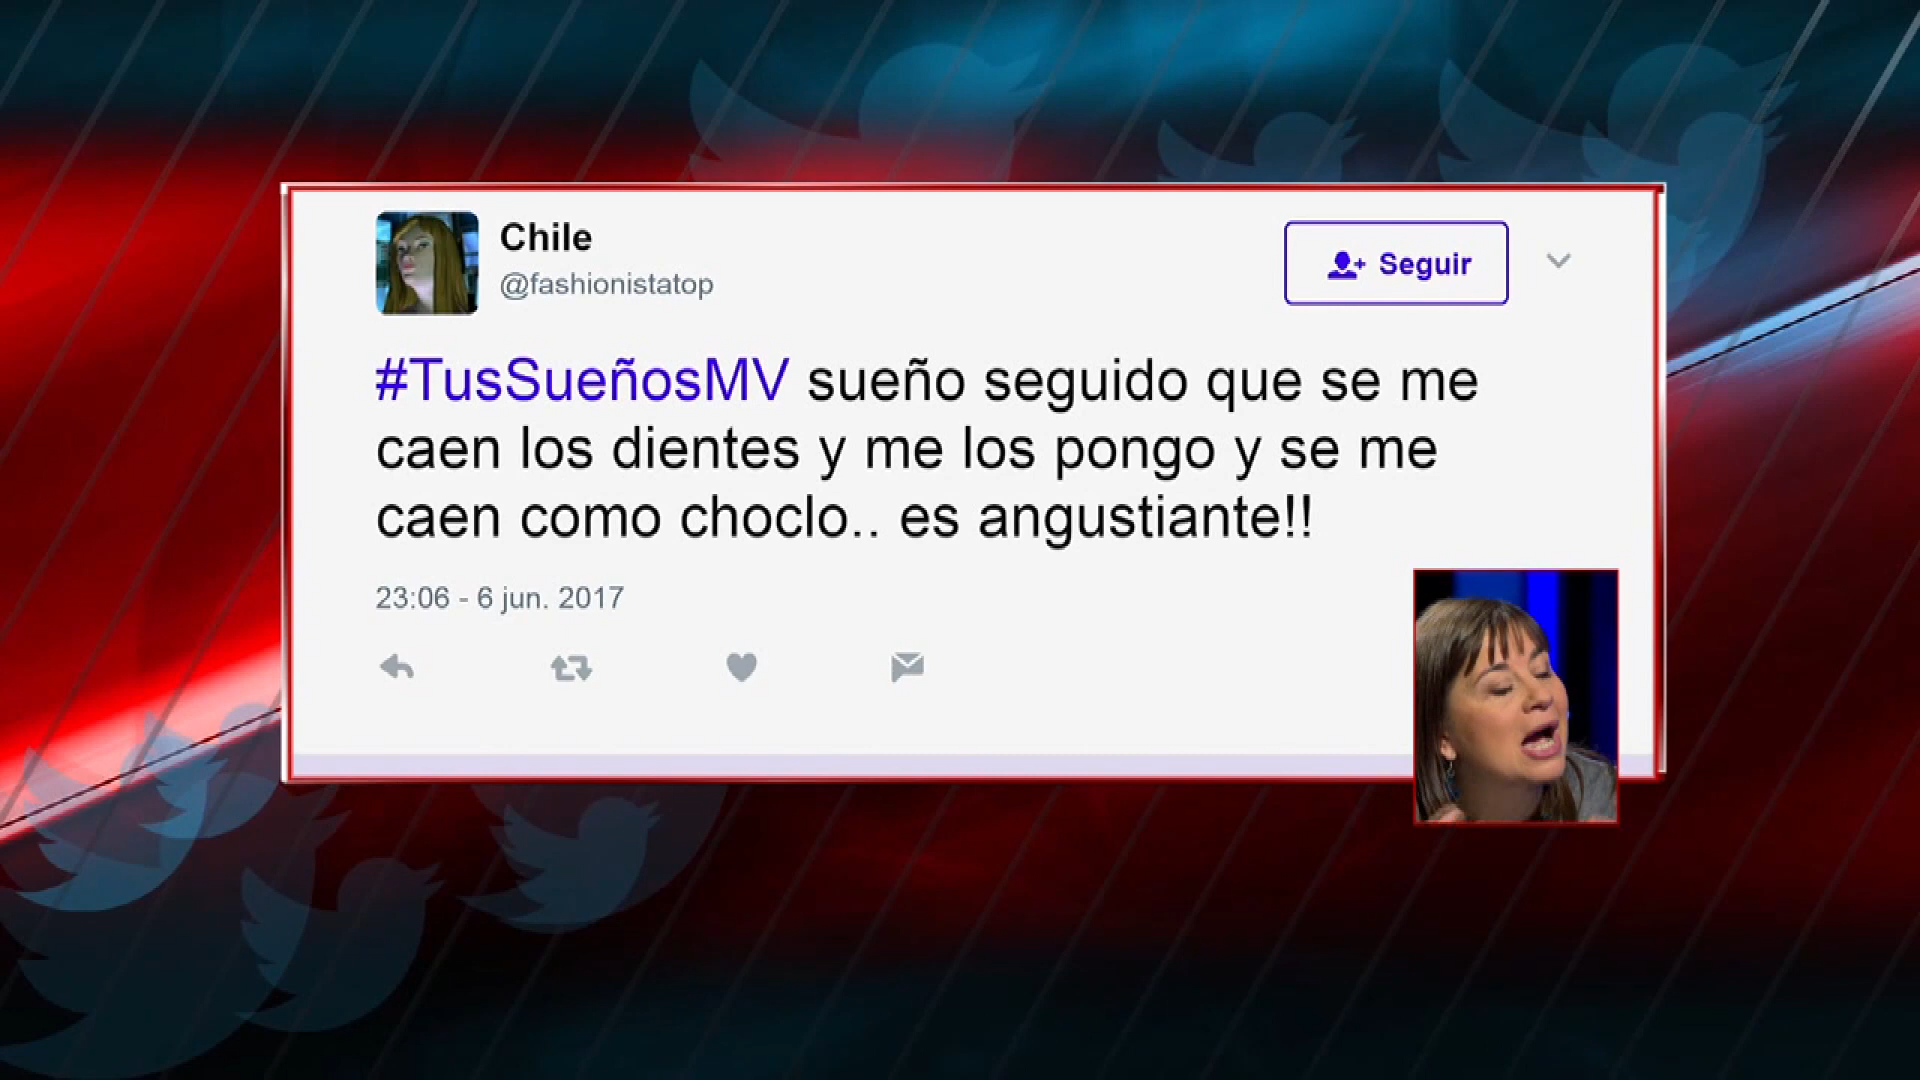 Chile
@fashionistatop
Seguir
#TusSueñosMV sueño seguido que se me
caen los dientes y me los pongo y se me
caen como choclo.. es angustiante!!
23:06 - 6 jun. 2017